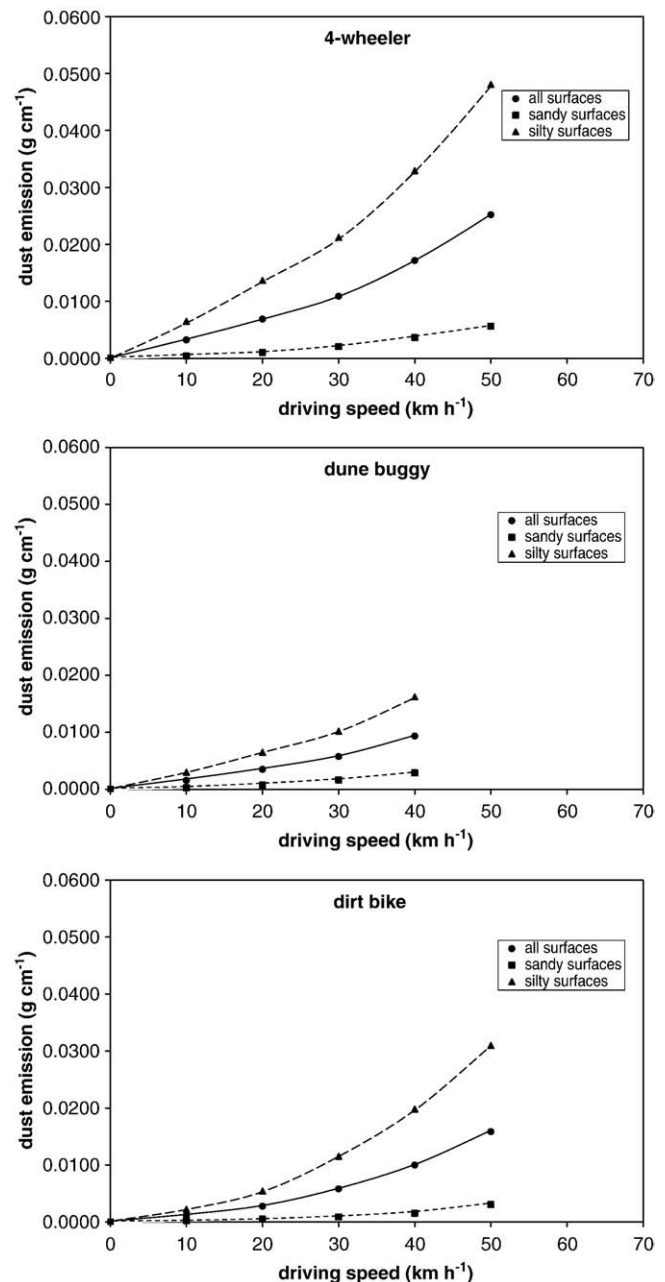 4-wheeler
0.0600
0.0500
0.0400
0.0300
0.0200
0.0100
0.0000
dust emission (g cm⁻¹)
all surfaces
sandy surfaces
silty surfaces
0 10 20 30 40 50 60 70
driving speed (km h⁻¹)
dune buggy
0.0600
0.0500
0.0400
0.0300
0.0200
0.0100
0.0000
dust emission (g cm⁻¹)
all surfaces
sandy surfaces
silty surfaces
0 10 20 30 40 50 60 70
driving speed (km h⁻¹)
dirt bike
0.0600
0.0500
0.0400
0.0300
0.0200
0.0100
0.0000
dust emission (g cm⁻¹)
all surfaces
sandy surfaces
silty surfaces
0 10 20 30 40 50 60 70
driving speed (km h⁻¹)